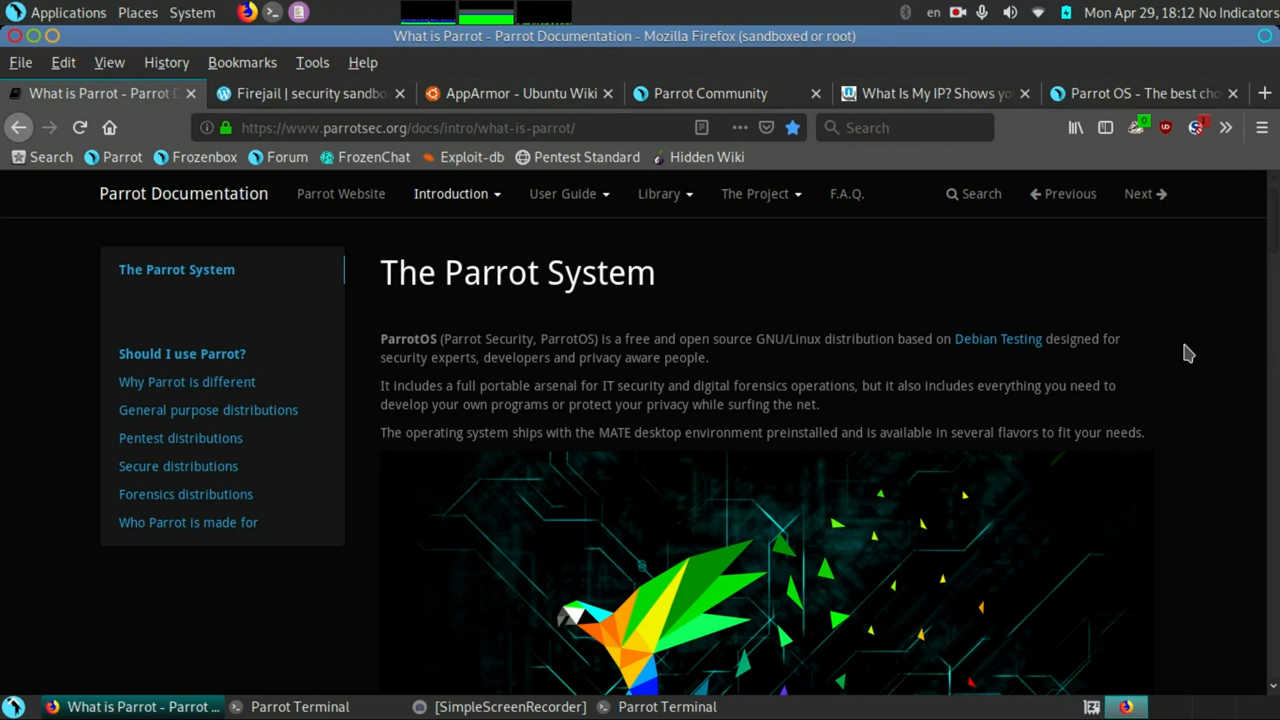 Applications Places System en Mon Apr 29, 18:12 No Indicators
What is Parrot - Parrot Documentation - Mozilla Firefox (sandboxed or root)
File Edit View History Bookmarks Tools Help
What is Parrot - Parrot D Firejail | security sandbo AppArmor - Ubuntu Wiki Parrot Community What Is My IP? Shows yo Parrot OS - The best cho
https://www.parrotsec.org/docs/intro/what-is-parrot/ Search 0 1
Search Parrot Frozenbox Forum FrozenChat Exploit-db Pentest Standard Hidden Wiki
Parrot Documentation Parrot Website Introduction User Guide Library The Project F.A.Q. Search Previous Next
The Parrot System
Should I use Parrot?
Why Parrot is different
General purpose distributions
Pentest distributions
Secure distributions
Forensics distributions
Who Parrot is made for
The Parrot System
ParrotOS (Parrot Security, ParrotOS) is a free and open source GNU/Linux distribution based on Debian Testing designed for
security experts, developers and privacy aware people.
It includes a full portable arsenal for IT security and digital forensics operations, but it also includes everything you need to
develop your own programs or protect your privacy while surfing the net.
The operating system ships with the MATE desktop environment preinstalled and is available in several flavors to fit your needs.
What is Parrot - Parrot ... Parrot Terminal [SimpleScreenRecorder] Parrot Terminal